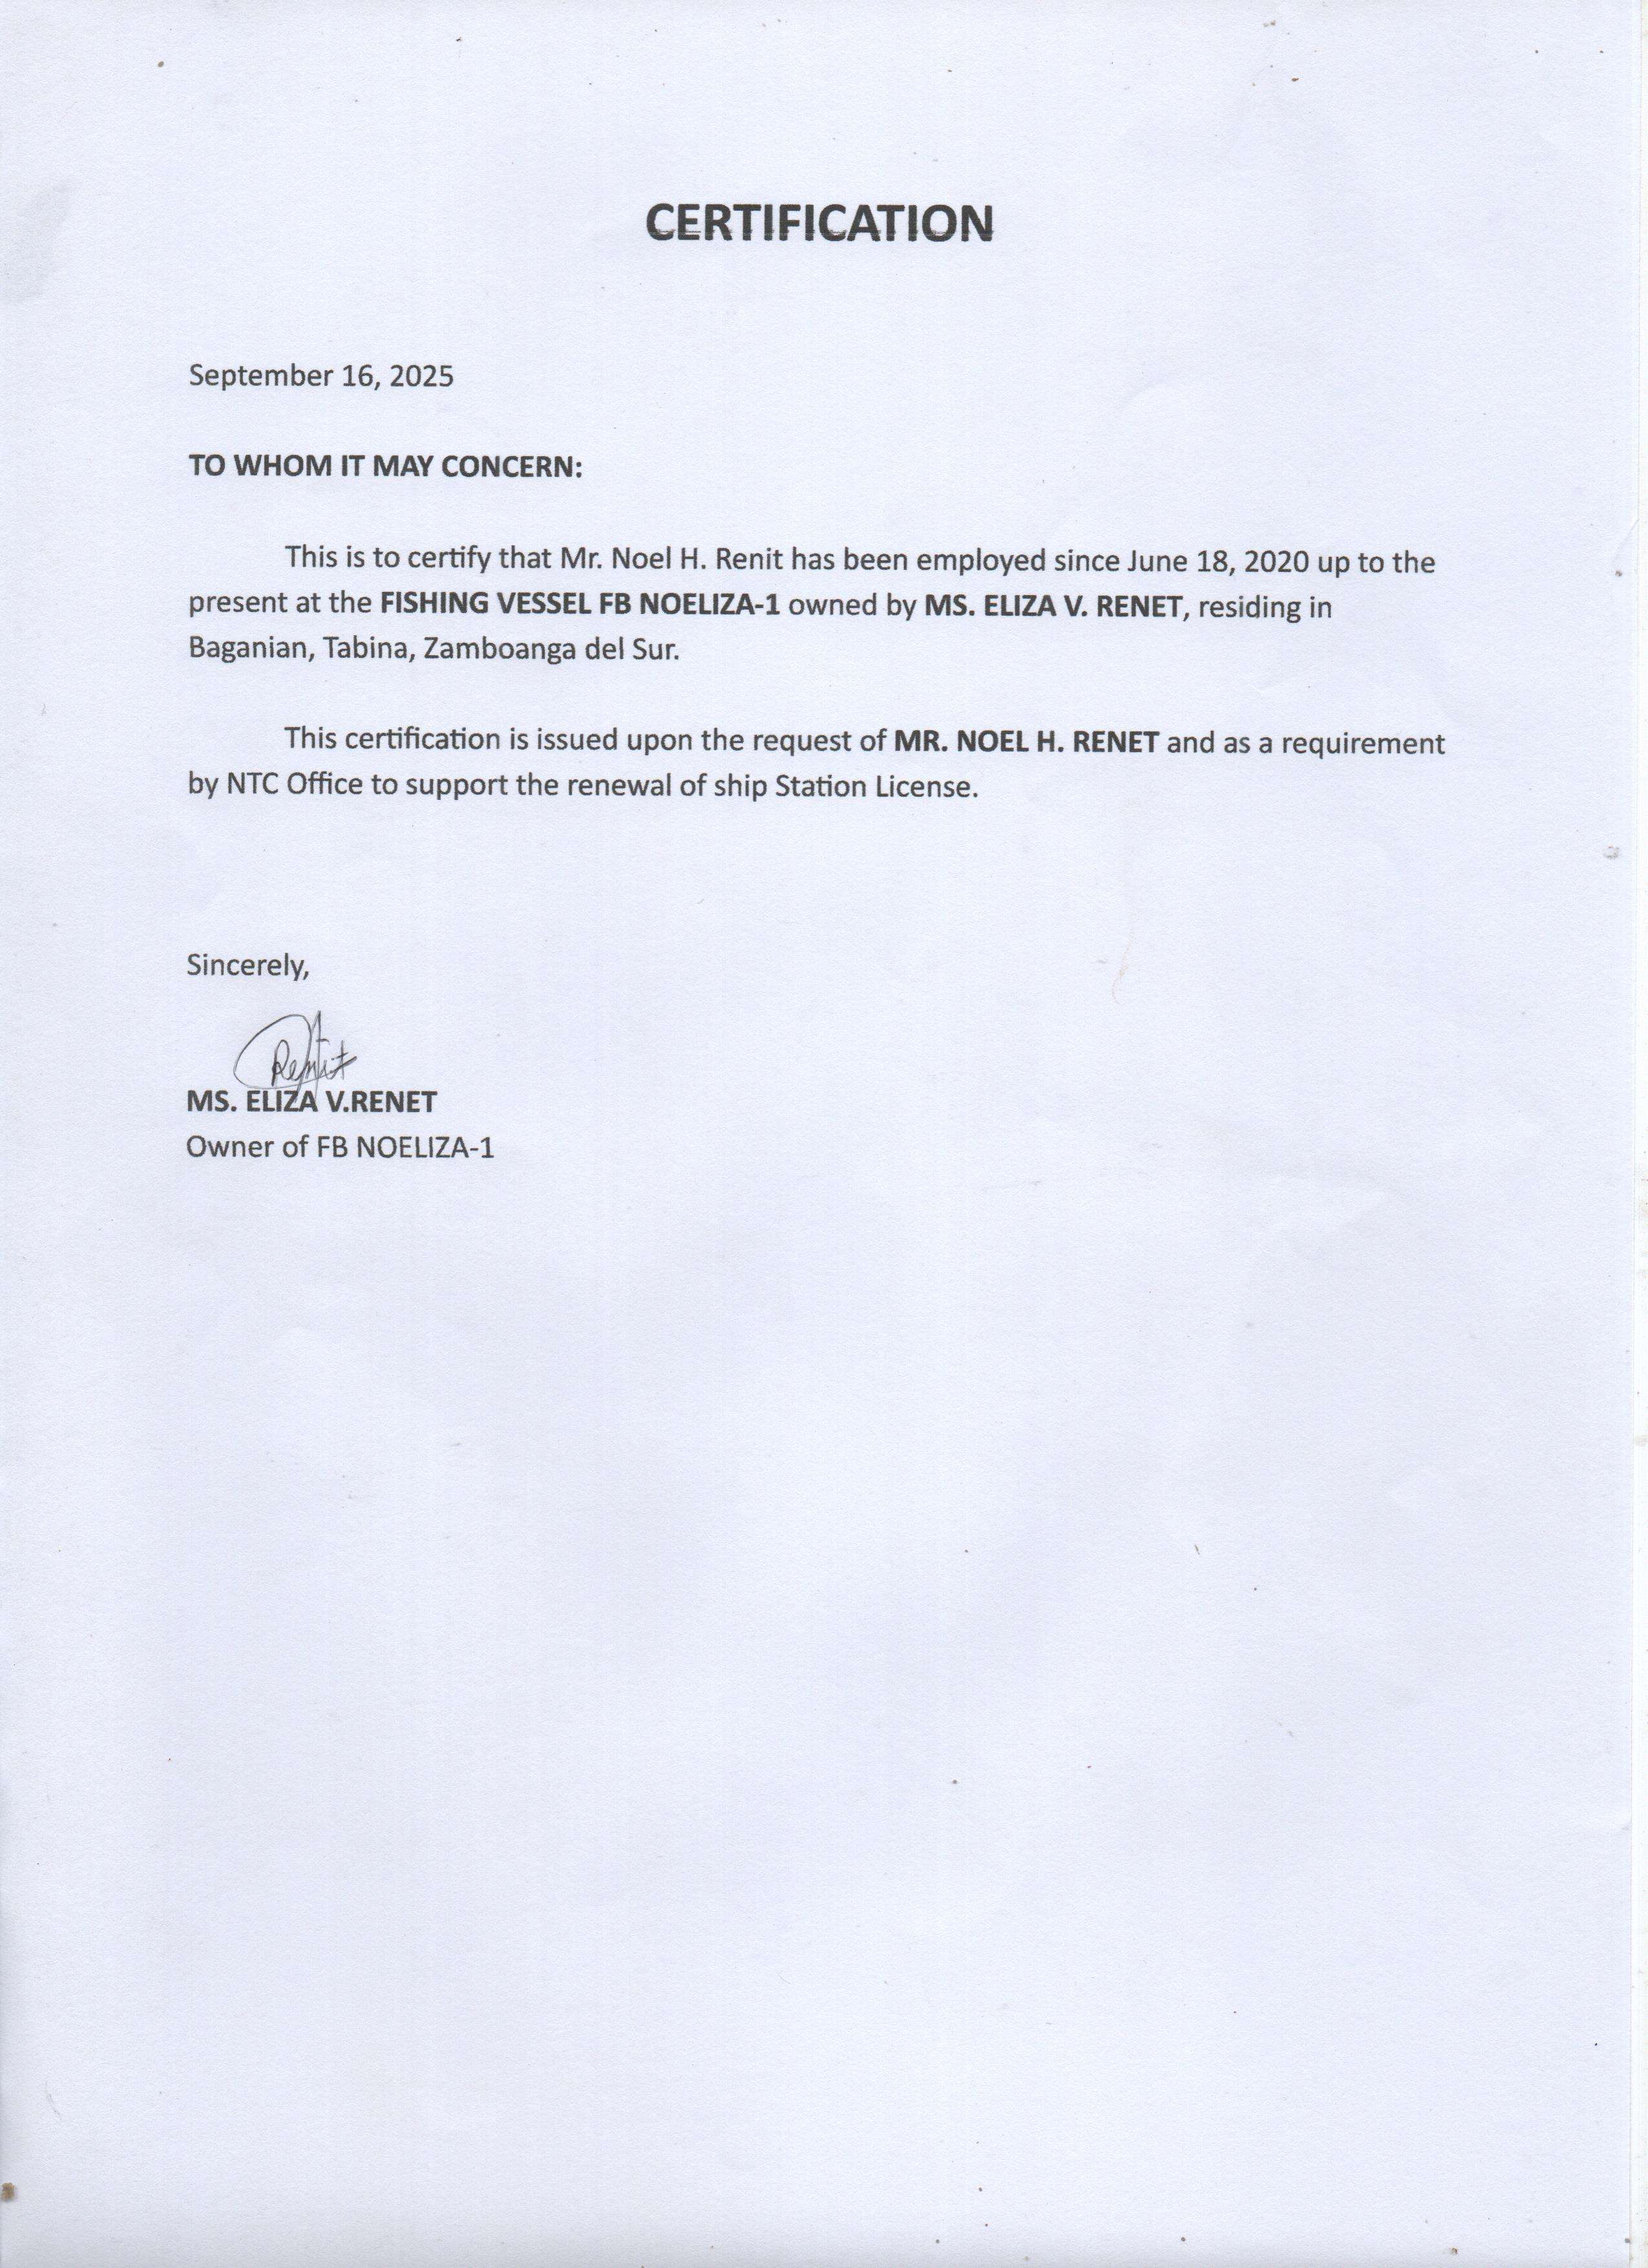 CERTIFICATION
September 16, 2025
TO WHOM IT MAY CONCERN:
This is to certify that Mr. Noel H. Renit has been employed since June 18, 2020 up to the
present at the FISHING VESSEL FB NOELIZA-1 owned by MS. ELIZA V. RENET, residing in
Baganian, Tabina, Zamboanga del Sur.
This certification is issued upon the request of MR. NOEL H. RENET and as a requirement
by NTC Office to support the renewal of ship Station License.
Sincerely,
Rentit
MS. ELIZA V.RENET
Owner of FB NOELIZA-1